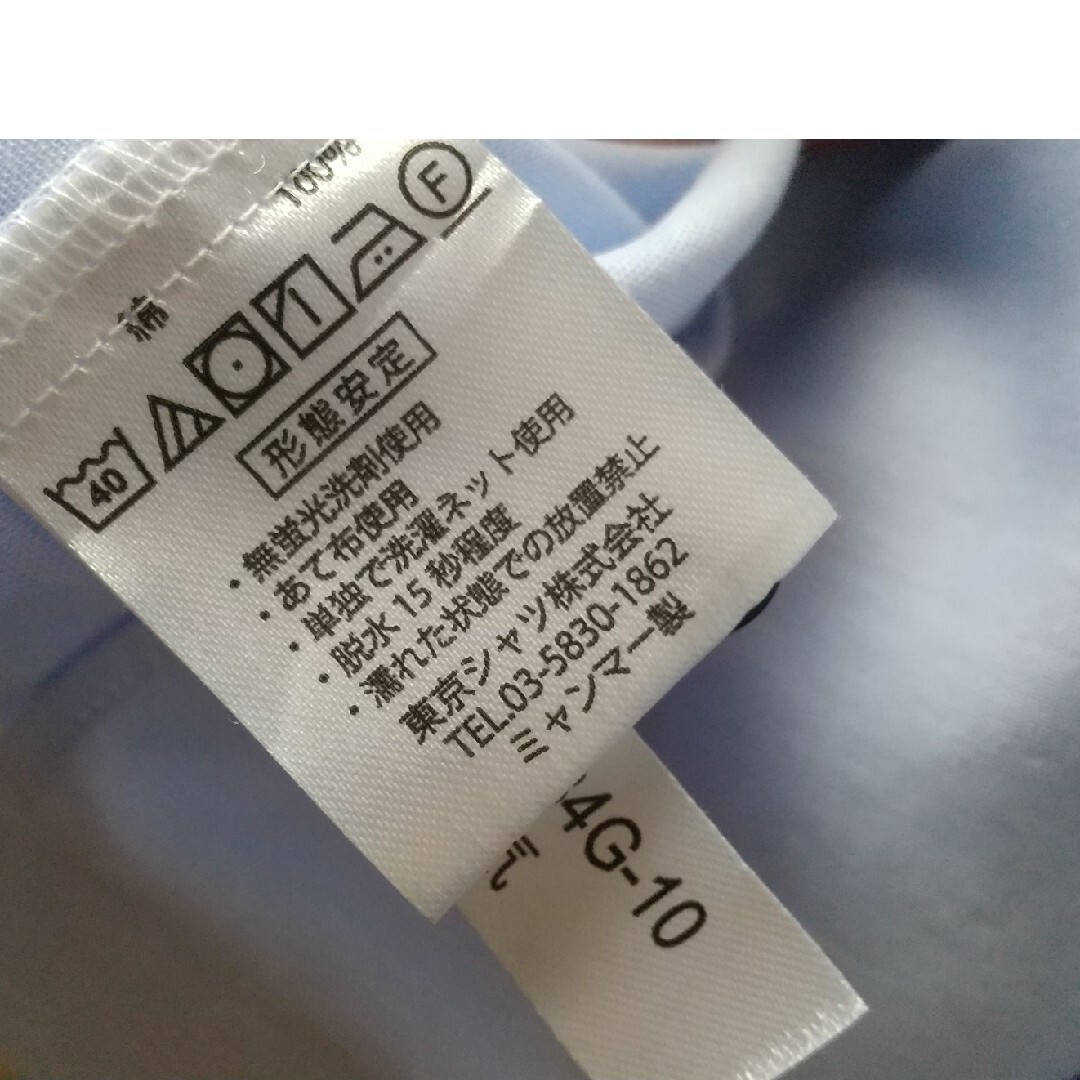 綿 100%
40 F
形態安定
・無蛍光洗剤使用
・あて布使用
・単独で洗濯ネット使用
・脱水15秒程度
・濡れた状態での放置禁止
東京シャツ株式会社
TEL.03-5830-1862
ミャンマー製
4G-10